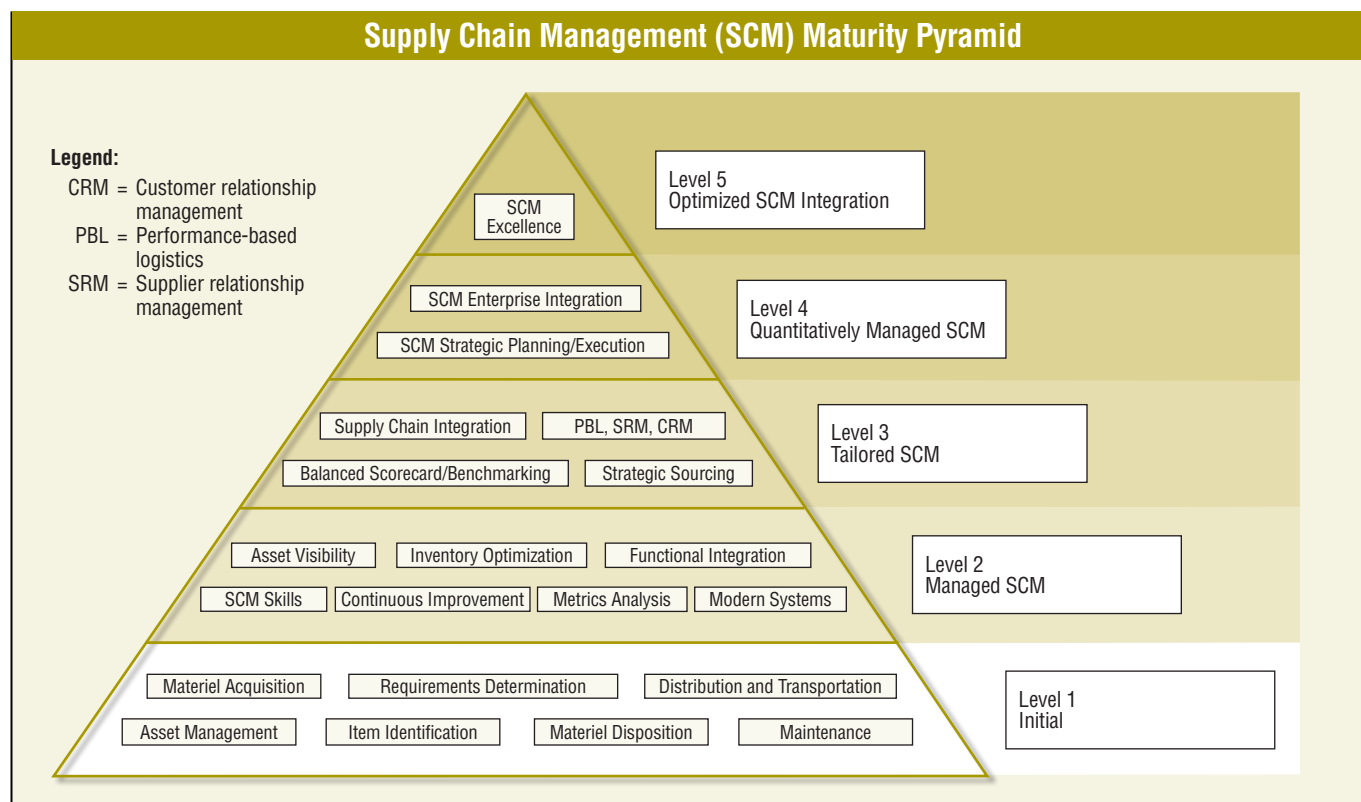 Supply Chain Management (SCM) Maturity Pyramid
Legend:
CRM = Customer relationship
management
PBL = Performance-based
logistics
SRM = Supplier relationship
management
SCM
Excellence
Level 5
Optimized SCM Integration
SCM Enterprise Integration
SCM Strategic Planning/Execution
Level 4
Quantitatively Managed SCM
Supply Chain Integration
PBL, SRM, CRM
Balanced Scorecard/Benchmarking
Strategic Sourcing
Level 3
Tailored SCM
Asset Visibility
Inventory Optimization
Functional Integration
SCM Skills
Continuous Improvement
Metrics Analysis
Modern Systems
Level 2
Managed SCM
Materiel Acquisition
Requirements Determination
Distribution and Transportation
Asset Management
Item Identification
Materiel Disposition
Maintenance
Level 1
Initial